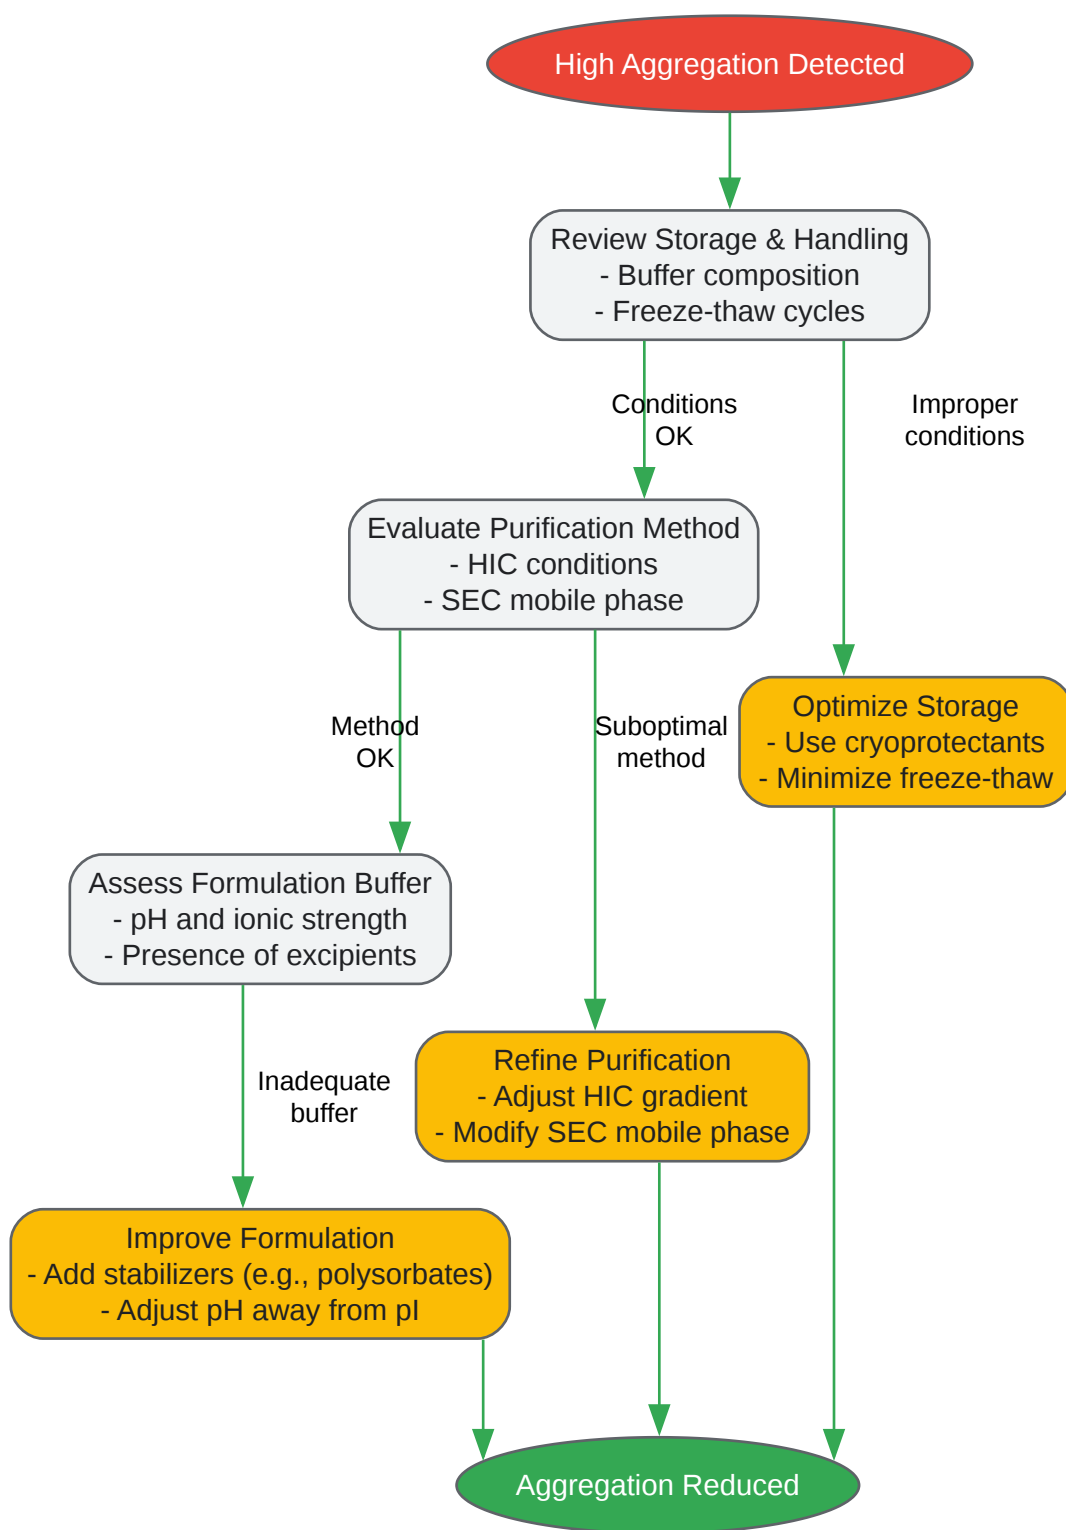 High Aggregation Detected
Review Storage & Handling
- Buffer composition
- Freeze-thaw cycles
Conditions
OK
Improper
conditions
Evaluate Purification Method
- HIC conditions
- SEC mobile phase
Method
OK
Suboptimal
method
Optimize Storage
- Use cryoprotectants
- Minimize freeze-thaw
Assess Formulation Buffer
- pH and ionic strength
- Presence of excipients
Inadequate
buffer
Refine Purification
- Adjust HIC gradient
- Modify SEC mobile phase
Improve Formulation
- Add stabilizers (e.g., polysorbates)
- Adjust pH away from pI
Aggregation Reduced